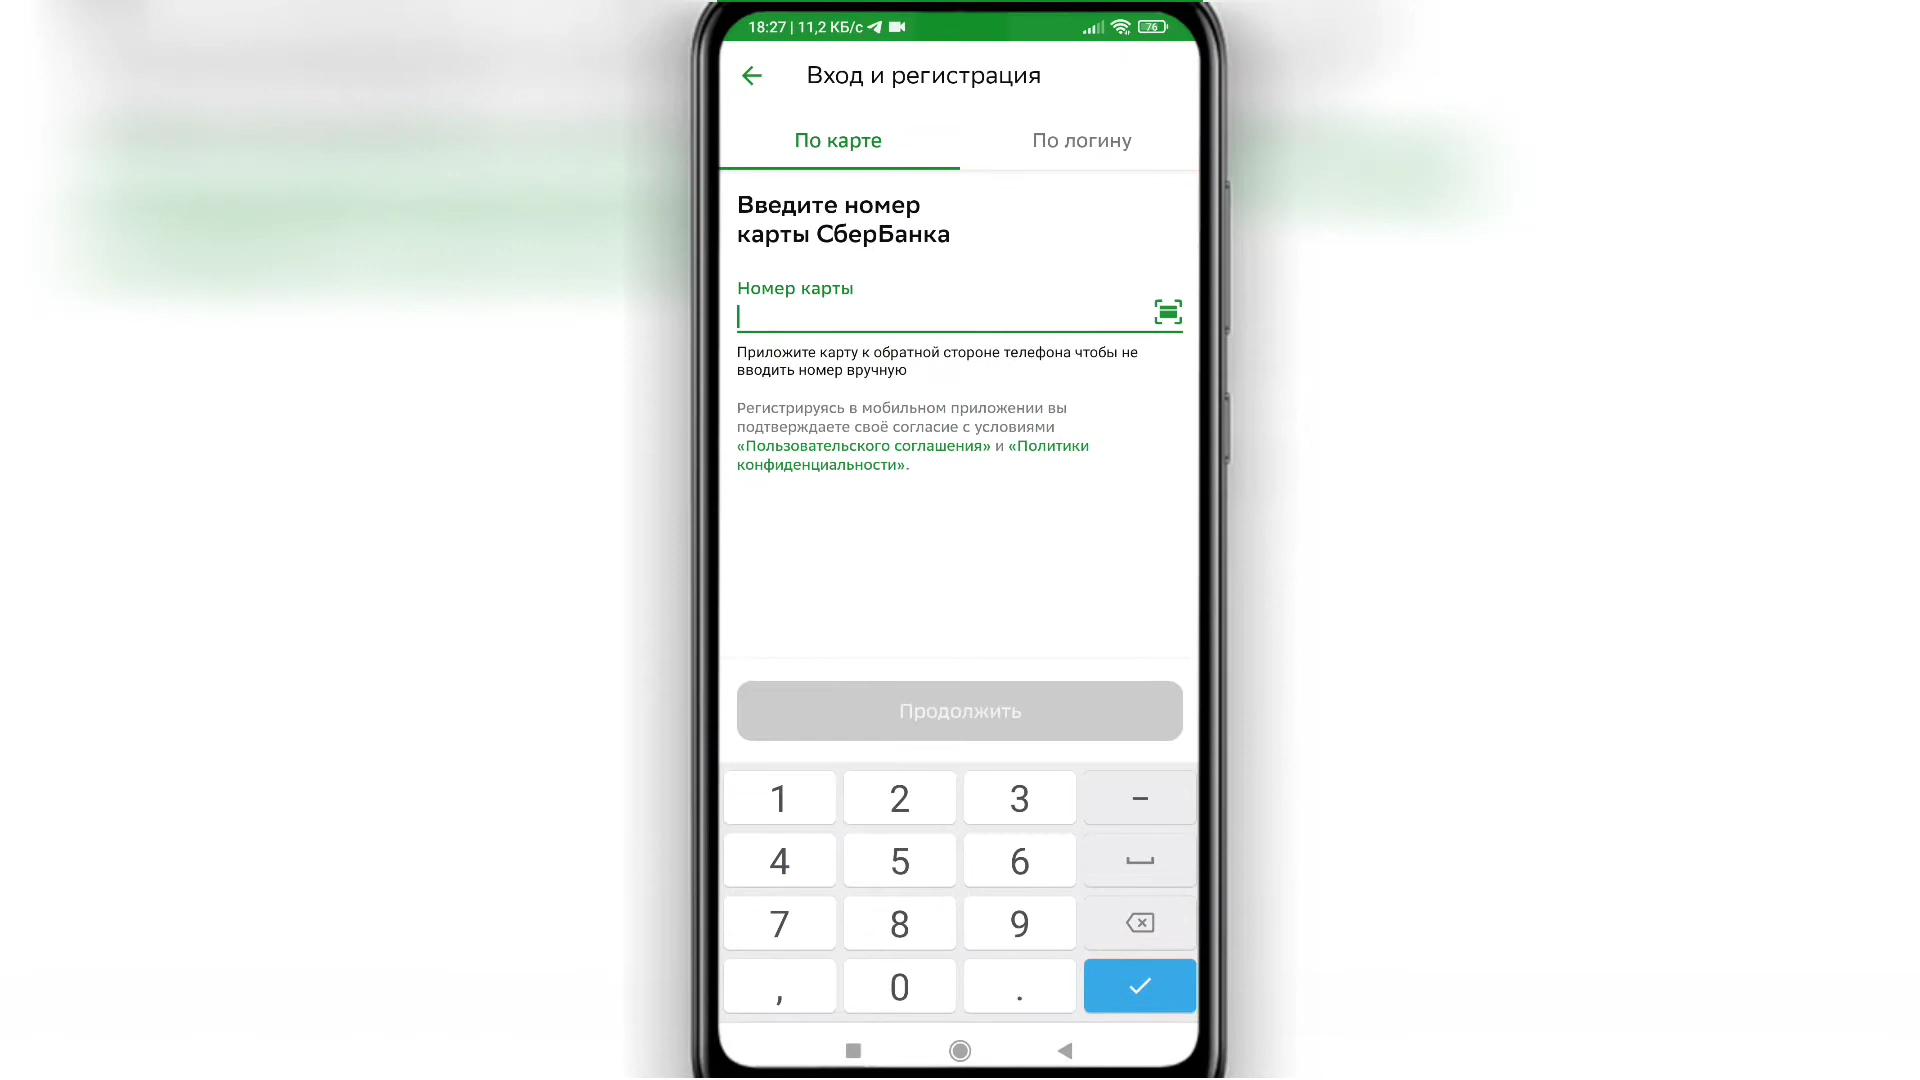 18:27 | 11,2 КБ/с 76
Вход и регистрация
По карте По логину
Введите номер
карты СберБанка
Номер карты
Приложите карту к обратной стороне телефона чтобы не
вводить номер вручную
Регистрируясь в мобильном приложении вы
подтверждаете своё согласие с условиями
«Пользовательского соглашения» и «Политики
конфиденциальности».
Продолжить
1 2 3 –
4 5 6
7 8 9
, 0 .